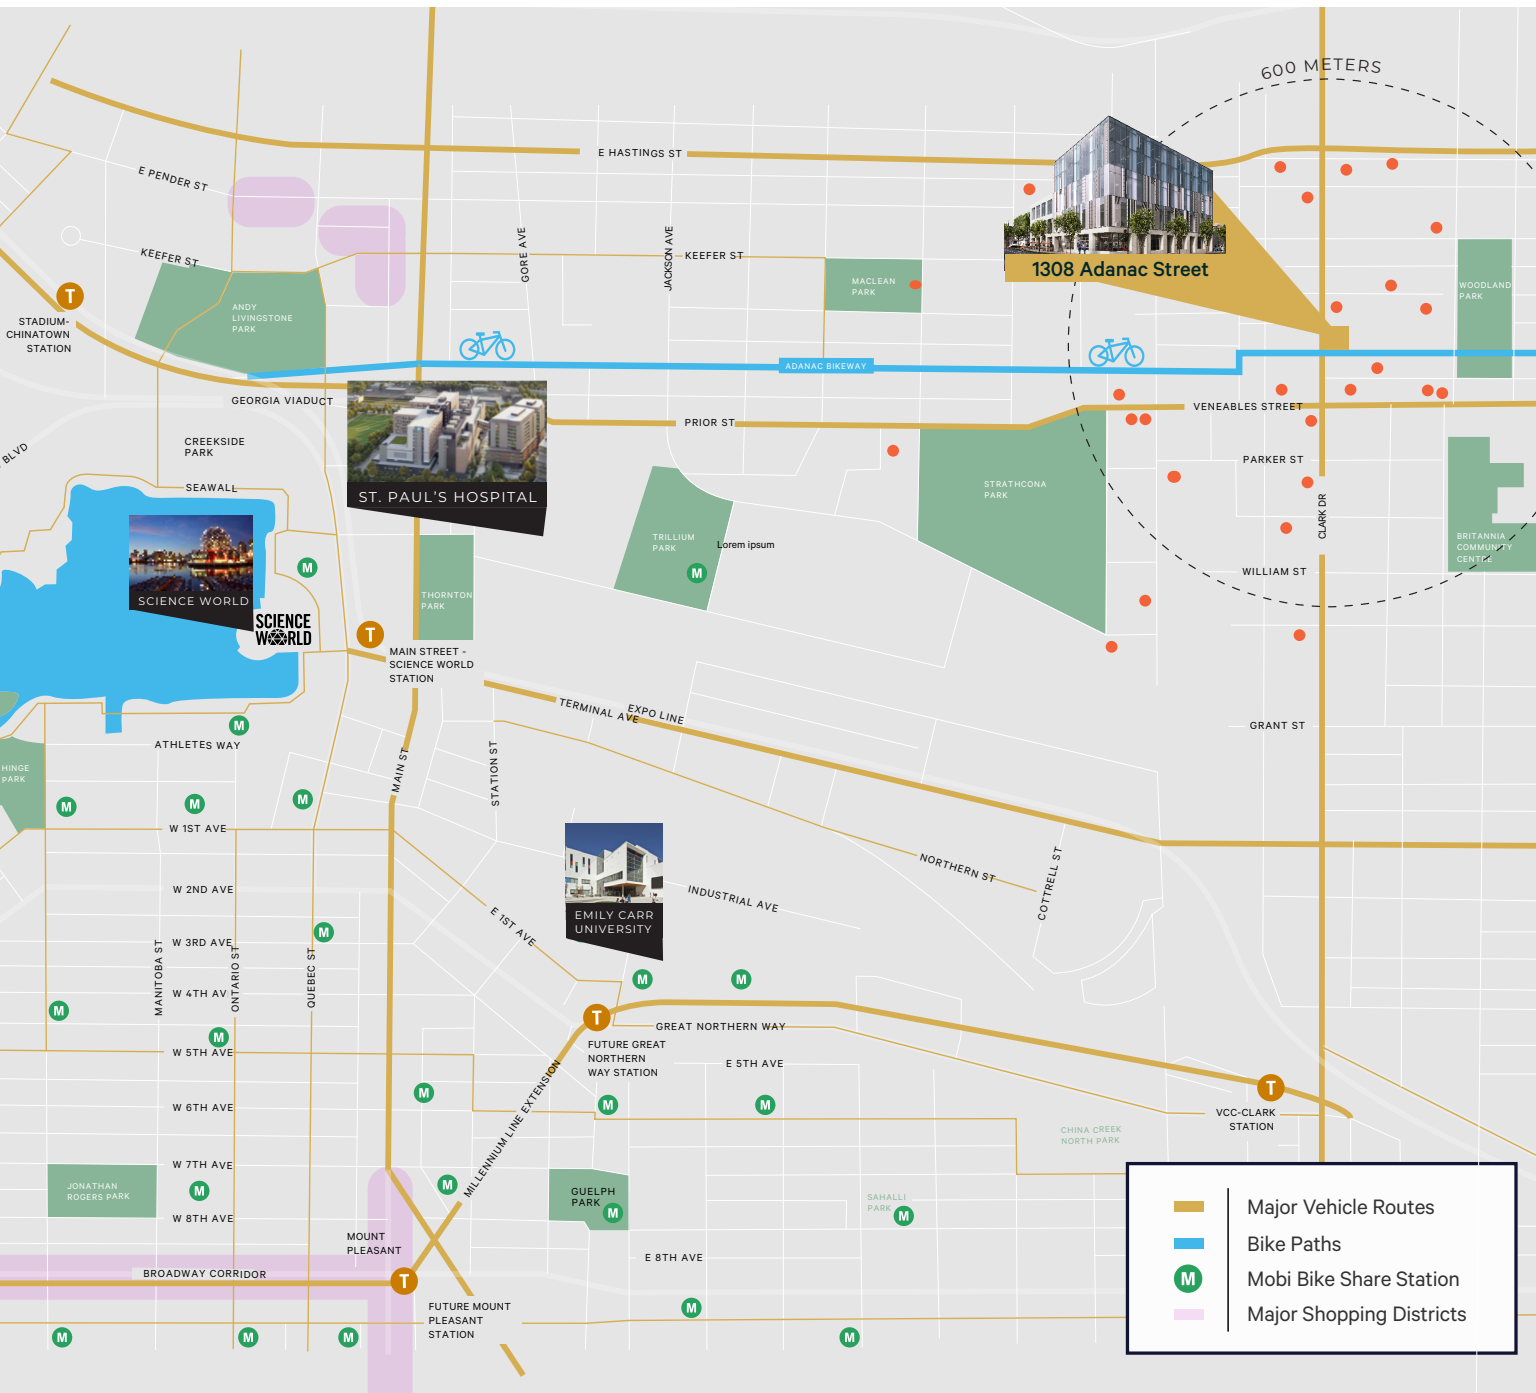 600 METERS
E HASTINGS ST
E PENDER ST
KEEFER ST
GORE AVE
JACKSON AVE
KEEFER ST
1308 Adanac Street
MACLEAN
PARK
WOODLAND
PARK
T
STADIUM-
CHINATOWN
STATION
ANDY
LIVINGSTONE
PARK
ADANAC BIKEWAY
GEORGIA VIADUCT
PRIOR ST
VENEABLES STREET
BLVD
CREEKSIDE
PARK
SEAWALL
ST. PAUL'S HOSPITAL
STRATHCONA
PARK
PARKER ST
CLARK DR
TRILLIUM
PARK
Lorem ipsum
M
BRITANNIA
COMMUNITY
CENTRE
WILLIAM ST
SCIENCE WORLD
SCIENCE
WORLD
M
THORNTON
PARK
T
MAIN STREET -
SCIENCE WORLD
STATION
TERMINAL AVE
EXPO LINE
GRANT ST
M
ATHLETES WAY
HINGE
PARK
MAIN ST
STATION ST
M
M
M
W 1ST AVE
NORTHERN ST
COTTRELL ST
W 2ND AVE
EMILY CARR
UNIVERSITY
INDUSTRIAL AVE
E 1ST AVE
M
W 3RD AVE
MANITOBA ST
ONTARIO ST
QUEBEC ST
W 4TH AV
M
M
M
M
T
GREAT NORTHERN WAY
M
W 5TH AVE
FUTURE GREAT
NORTHERN
WAY STATION
E 5TH AVE
MILLENNIUM LINE EXTENSION
T
VCC-CLARK
STATION
M
M
M
W 6TH AVE
CHINA CREEK
NORTH PARK
W 7TH AVE
JONATHAN
ROGERS PARK
M
M
GUELPH
PARK
M
SAHALLI
PARK
M
W 8TH AVE
MOUNT
PLEASANT
E 8TH AVE
BROADWAY CORRIDOR
T
FUTURE MOUNT
PLEASANT
STATION
M
M
M
M
M
Major Vehicle Routes
Bike Paths
M
Mobi Bike Share Station
Major Shopping Districts